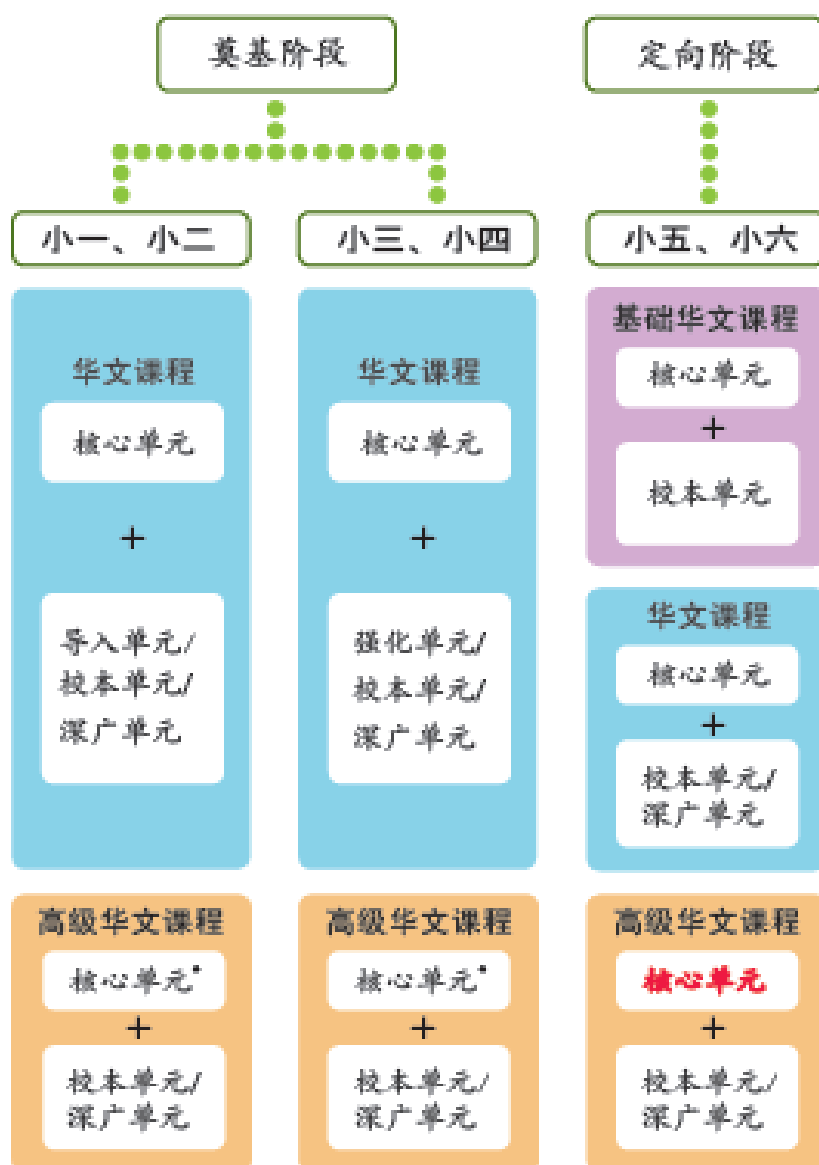 奠基阶段
定向阶段
小一、小二
小三、小四
小五、小六
华文课程
核心单元
+
导入单元/
校本单元/
深广单元
华文课程
核心单元
+
强化单元/
校本单元/
深广单元
基础华文课程
核心单元
+
校本单元
华文课程
核心单元
+
校本单元/
深广单元
高级华文课程
核心单元*
+
校本单元/
深广单元
高级华文课程
核心单元*
+
校本单元/
深广单元
高级华文课程
核心单元
+
校本单元/
深广单元